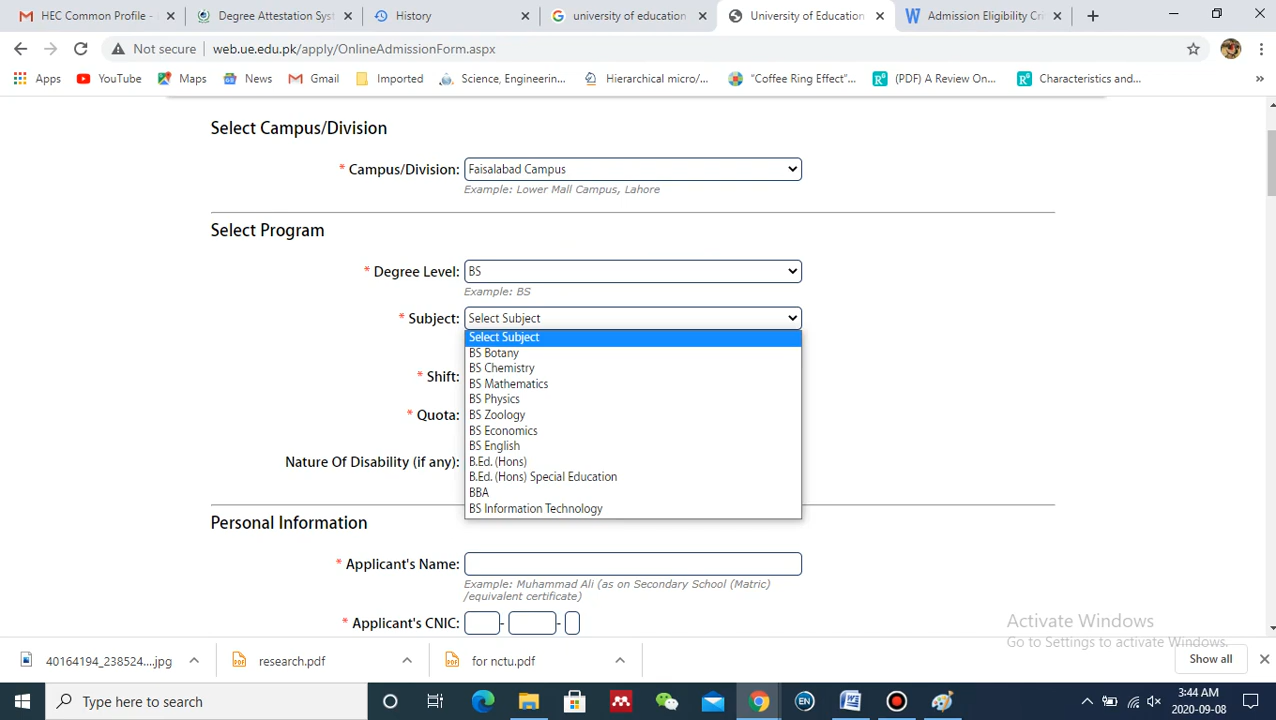 HEC Common Profile -
Degree Attestation Sys
History
university of education
University of Education
Admission Eligibility Cri
Not secure
web.ue.edu.pk/apply/OnlineAdmissionForm.aspx
Apps
YouTube
Maps
News
Gmail
Imported
Science, Engineerin...
Hierarchical micro/...
"Coffee Ring Effect"...
(PDF) A Review On...
Characteristics and...
Select Campus/Division
* Campus/Division: Faisalabad Campus
Example: Lower Mall Campus, Lahore
Select Program
* Degree Level: BS
Example: BS
* Subject: Select Subject
Select Subject
BS Botany
BS Chemistry
* Shift:
BS Mathematics
BS Physics
* Quota:
BS Zoology
BS Economics
BS English
Nature Of Disability (if any):
B.Ed. (Hons)
B.Ed. (Hons) Special Education
BBA
BS Information Technology
Personal Information
* Applicant's Name:
Example: Muhammad Ali (as on Secondary School (Matric)
/equivalent certificate)
* Applicant's CNIC: - -
Activate Windows
Go to Settings to activate Windows.
40164194_238524....jpg
research.pdf
for nctu.pdf
Show all
Type here to search
EN
3:44 AM
2020-09-08